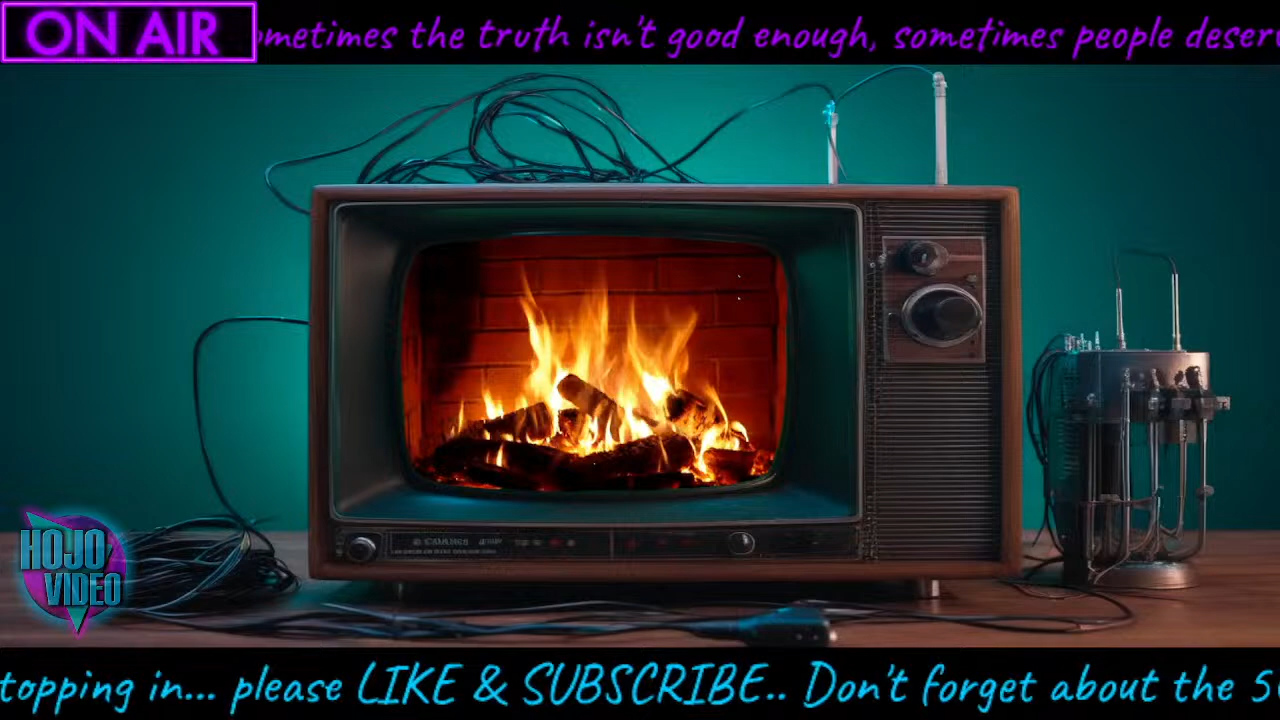 ON AIR
metimes the truth isn't good enough, sometimes people deser
HOJO
VIDEO
topping in... please LIKE & SUBSCRIBE.. Don't forget about the